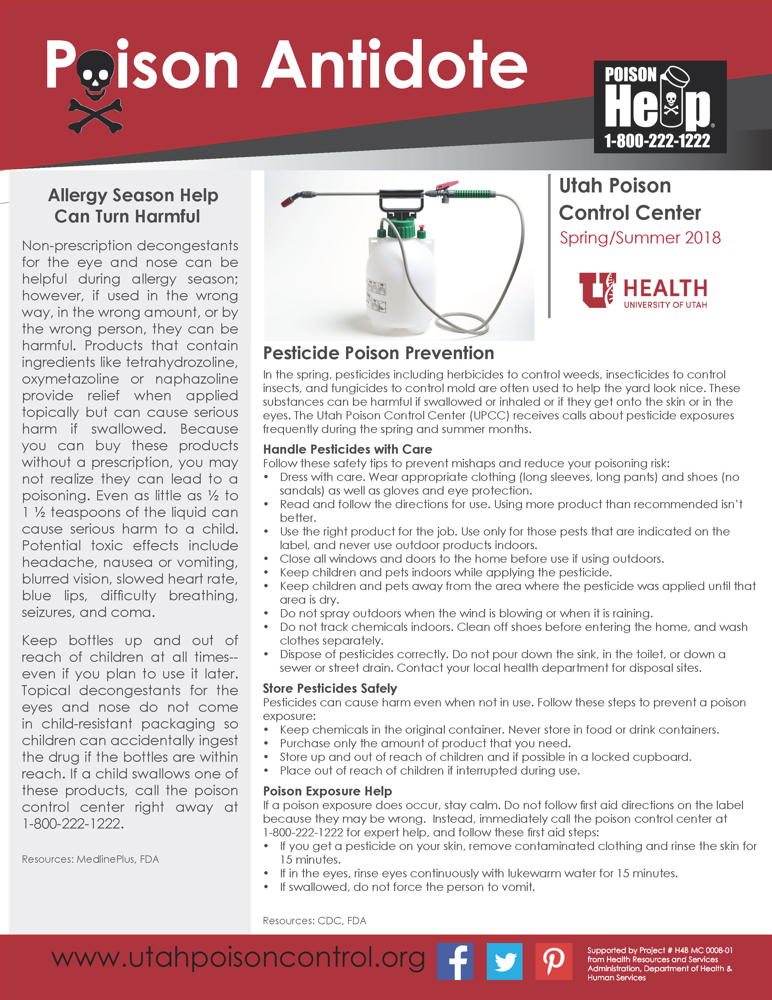 Poison Antidote
POISON
Help®
1-800-222-1222
Allergy Season Help
Can Turn Harmful
Non-prescription decongestants
for the eye and nose can be
helpful during allergy season;
however, if used in the wrong
way, in the wrong amount, or by
the wrong person, they can be
harmful. Products that contain
ingredients like tetrahydrozoline,
oxymetazoline or naphazoline
provide relief when applied
topically but can cause serious
harm if swallowed. Because
you can buy these products
without a prescription, you may
not realize they can lead to a
poisoning. Even as little as ½ to
1 ½ teaspoons of the liquid can
cause serious harm to a child.
Potential toxic effects include
headache, nausea or vomiting,
blurred vision, slowed heart rate,
blue lips, difficulty breathing,
seizures, and coma.
Keep bottles up and out of
reach of children at all times--
even if you plan to use it later.
Topical decongestants for the
eyes and nose do not come
in child-resistant packaging so
children can accidentally ingest
the drug if the bottles are within
reach. If a child swallows one of
these products, call the poison
control center right away at
1-800-222-1222.
Resources: MedlinePlus, FDA
Utah Poison
Control Center
Spring/Summer 2018
U HEALTH
UNIVERSITY OF UTAH
Pesticide Poison Prevention
In the spring, pesticides including herbicides to control weeds, insecticides to control
insects, and fungicides to control mold are often used to help the yard look nice. These
substances can be harmful if swallowed or inhaled or if they get onto the skin or in the
eyes. The Utah Poison Control Center (UPCC) receives calls about pesticide exposures
frequently during the spring and summer months.
Handle Pesticides with Care
Follow these safety tips to prevent mishaps and reduce your poisoning risk:
• Dress with care. Wear appropriate clothing (long sleeves, long pants) and shoes (no
sandals) as well as gloves and eye protection.
• Read and follow the directions for use. Using more product than recommended isn't
better.
• Use the right product for the job. Use only for those pests that are indicated on the
label, and never use outdoor products indoors.
• Close all windows and doors to the home before use if using outdoors.
• Keep children and pets indoors while applying the pesticide.
• Keep children and pets away from the area where the pesticide was applied until that
area is dry.
• Do not spray outdoors when the wind is blowing or when it is raining.
• Do not track chemicals indoors. Clean off shoes before entering the home, and wash
clothes separately.
• Dispose of pesticides correctly. Do not pour down the sink, in the toilet, or down a
sewer or street drain. Contact your local health department for disposal sites.
Store Pesticides Safely
Pesticides can cause harm even when not in use. Follow these steps to prevent a poison
exposure:
• Keep chemicals in the original container. Never store in food or drink containers.
• Purchase only the amount of product that you need.
• Store up and out of reach of children and if possible in a locked cupboard.
• Place out of reach of children if interrupted during use.
Poison Exposure Help
If a poison exposure does occur, stay calm. Do not follow first aid directions on the label
because they may be wrong. Instead, immediately call the poison control center at
1-800-222-1222 for expert help, and follow these first aid steps:
• If you get a pesticide on your skin, remove contaminated clothing and rinse the skin for
15 minutes.
• If in the eyes, rinse eyes continuously with lukewarm water for 15 minutes.
• If swallowed, do not force the person to vomit.
Resources: CDC, FDA
www.utahpoisoncontrol.org
Supported by Project # H4B MC 0008-01
from Health Resources and Services
Administration, Department of Health &
Human Services